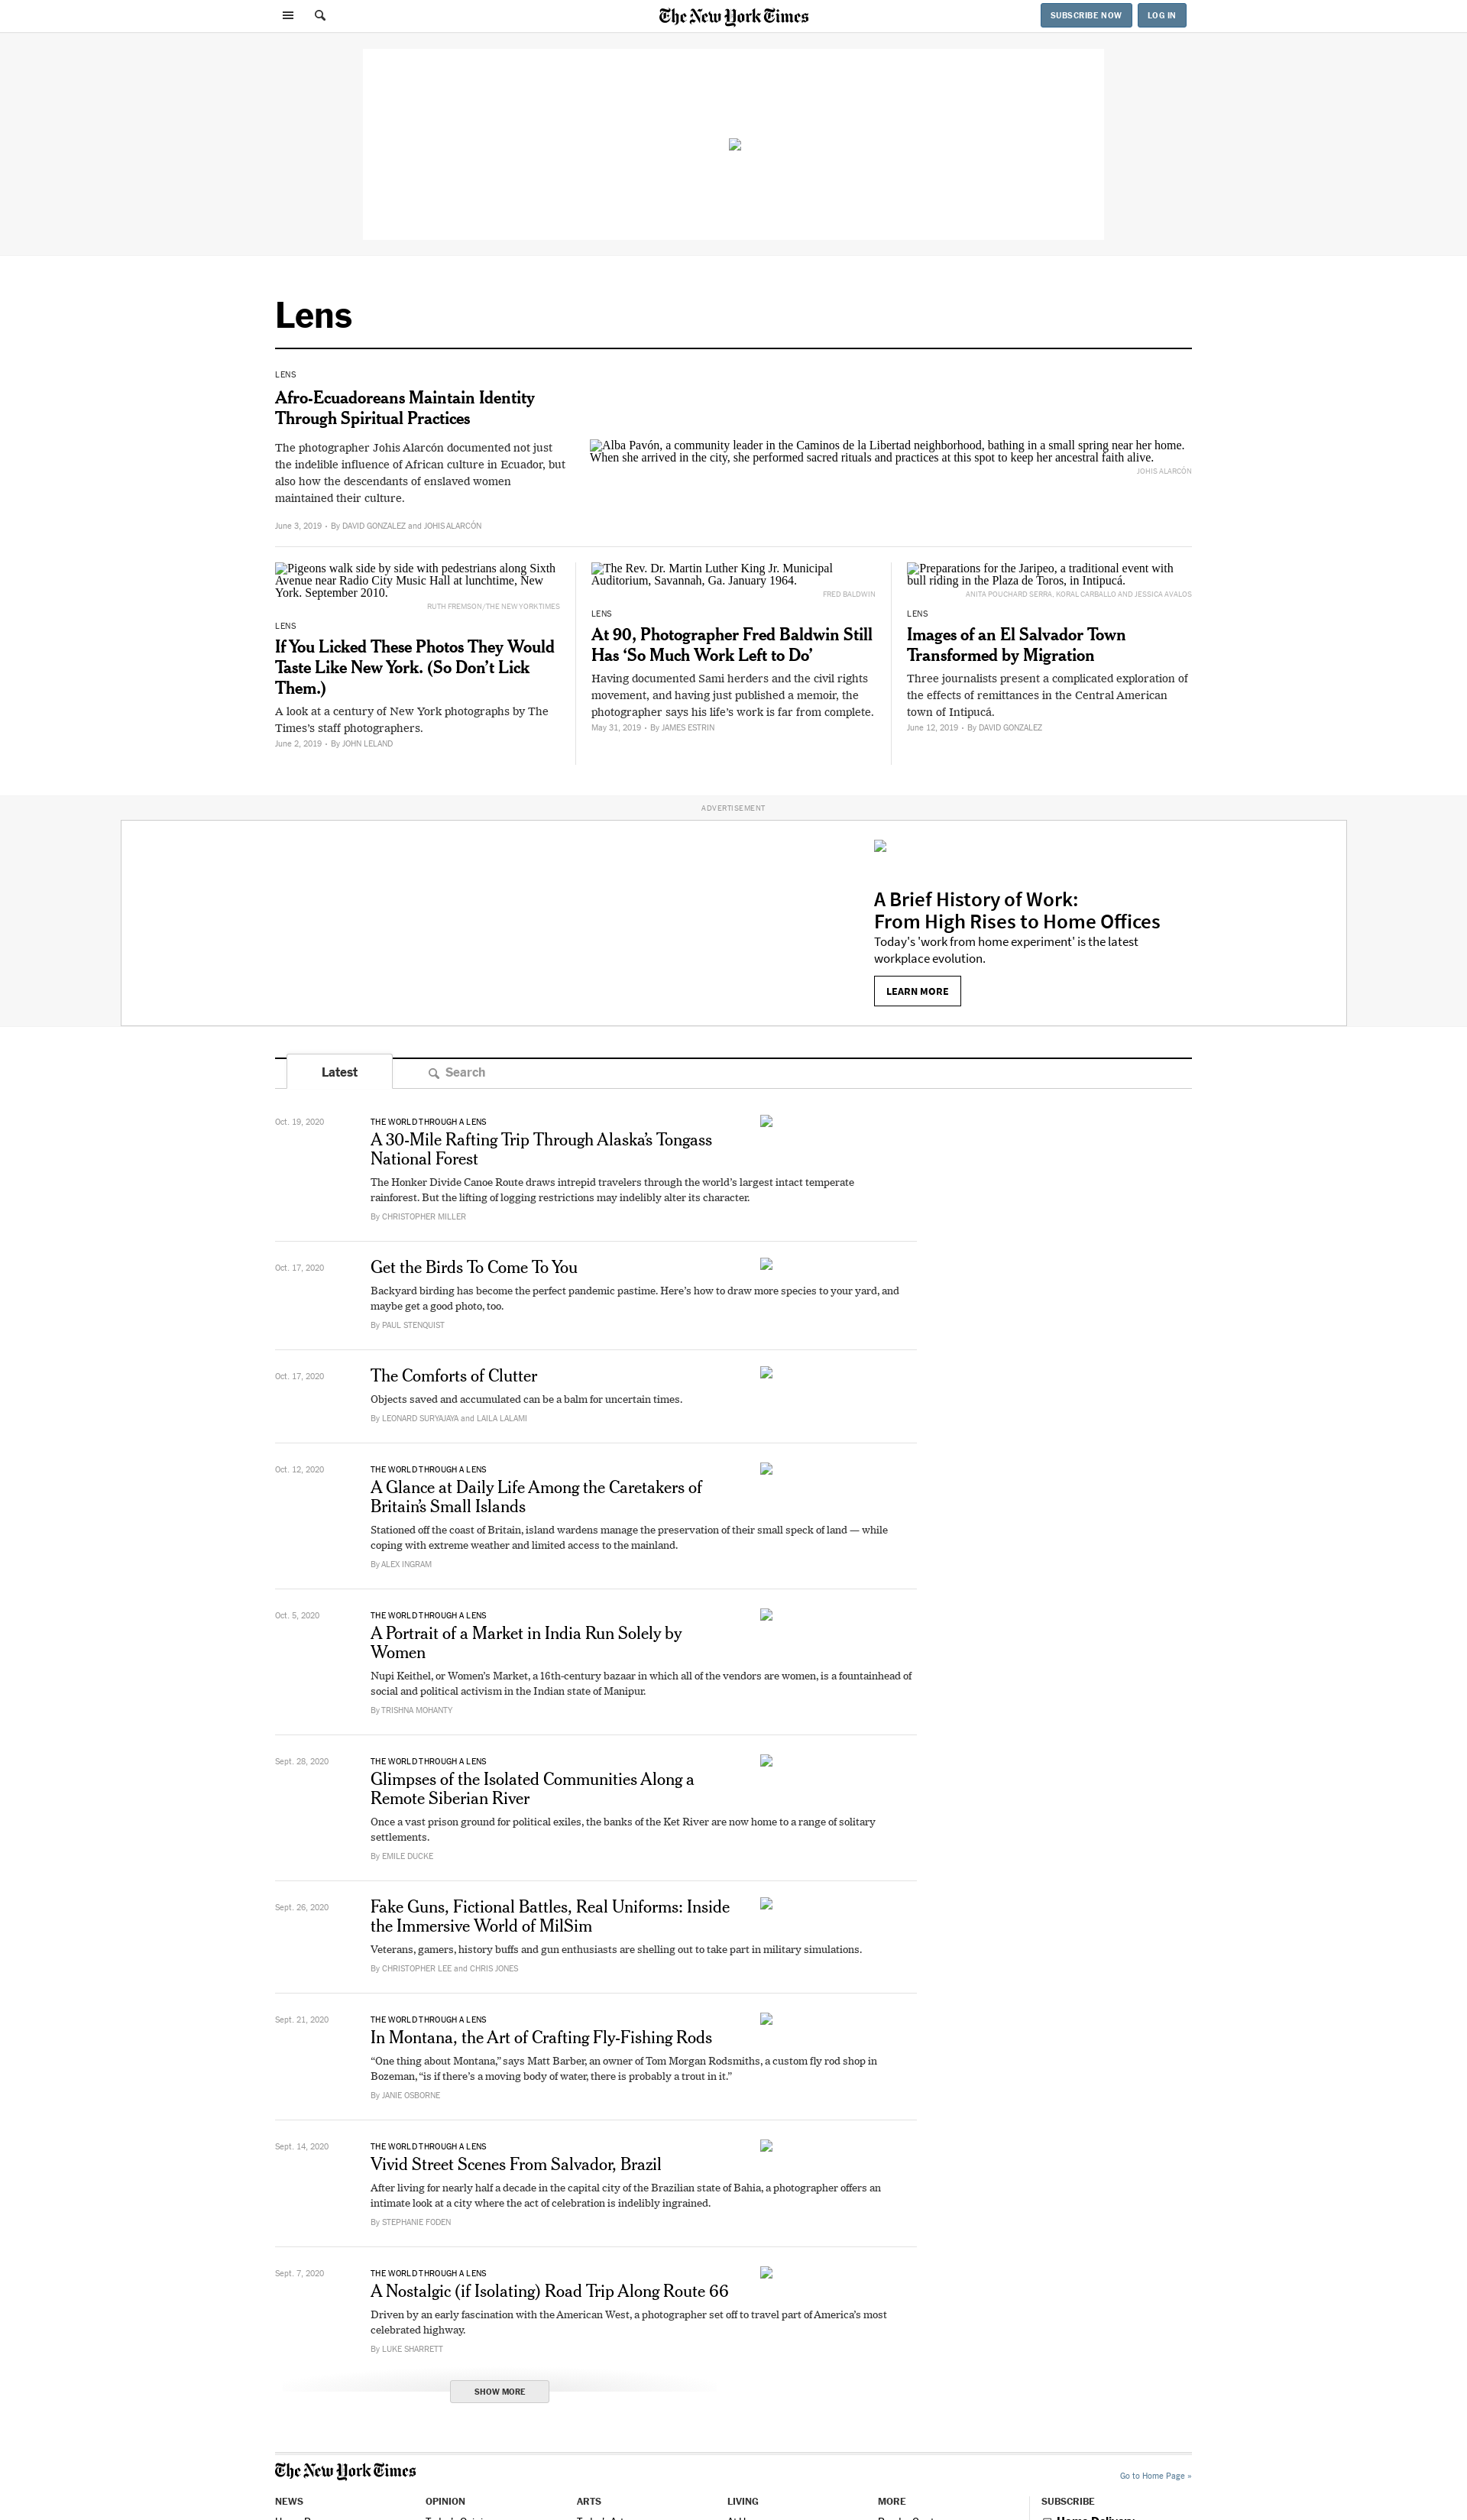 The New York Times
SUBSCRIBE NOW
LOG IN
Lens
LENS
Afro-Ecuadoreans Maintain Identity
Through Spiritual Practices
The photographer Johis Alarcón documented not just
the indelible influence of African culture in Ecuador, but
also how the descendants of enslaved women
maintained their culture.
June 3, 2019 • By DAVID GONZALEZ and JOHIS ALARCÓN
Alba Pavón, a community leader in the Caminos de la Libertad neighborhood, bathing in a small spring near her home.
When she arrived in the city, she performed sacred rituals and practices at this spot to keep her ancestral faith alive.
JOHIS ALARCÓN
Pigeons walk side by side with pedestrians along Sixth
Avenue near Radio City Music Hall at lunchtime, New
York. September 2010.
RUTH FREMSON/THE NEW YORK TIMES
LENS
If You Licked These Photos They Would
Taste Like New York. (So Don’t Lick
Them.)
A look at a century of New York photographs by The
Times’s staff photographers.
June 2, 2019 • By JOHN LELAND
The Rev. Dr. Martin Luther King Jr. Municipal
Auditorium, Savannah, Ga. January 1964.
FRED BALDWIN
LENS
At 90, Photographer Fred Baldwin Still
Has ‘So Much Work Left to Do’
Having documented Sami herders and the civil rights
movement, and having just published a memoir, the
photographer says his life’s work is far from complete.
May 31, 2019 • By JAMES ESTRIN
Preparations for the Jaripeo, a traditional event with
bull riding in the Plaza de Toros, in Intipucá.
ANITA POUCHARD SERRA, KORAL CARBALLO AND JESSICA AVALOS
LENS
Images of an El Salvador Town
Transformed by Migration
Three journalists present a complicated exploration of
the effects of remittances in the Central American
town of Intipucá.
June 12, 2019 • By DAVID GONZALEZ
ADVERTISEMENT
A Brief History of Work:
From High Rises to Home Offices
Today's 'work from home experiment' is the latest
workplace evolution.
LEARN MORE
Latest
Search
Oct. 19, 2020
THE WORLD THROUGH A LENS
A 30-Mile Rafting Trip Through Alaska’s Tongass
National Forest
The Honker Divide Canoe Route draws intrepid travelers through the world’s largest intact temperate
rainforest. But the lifting of logging restrictions may indelibly alter its character.
By CHRISTOPHER MILLER
Oct. 17, 2020
Get the Birds To Come To You
Backyard birding has become the perfect pandemic pastime. Here’s how to draw more species to your yard, and
maybe get a good photo, too.
By PAUL STENQUIST
Oct. 17, 2020
The Comforts of Clutter
Objects saved and accumulated can be a balm for uncertain times.
By LEONARD SURYAJAYA and LAILA LALAMI
Oct. 12, 2020
THE WORLD THROUGH A LENS
A Glance at Daily Life Among the Caretakers of
Britain’s Small Islands
Stationed off the coast of Britain, island wardens manage the preservation of their small speck of land — while
coping with extreme weather and limited access to the mainland.
By ALEX INGRAM
Oct. 5, 2020
THE WORLD THROUGH A LENS
A Portrait of a Market in India Run Solely by
Women
Nupi Keithel, or Women’s Market, a 16th-century bazaar in which all of the vendors are women, is a fountainhead of
social and political activism in the Indian state of Manipur.
By TRISHNA MOHANTY
Sept. 28, 2020
THE WORLD THROUGH A LENS
Glimpses of the Isolated Communities Along a
Remote Siberian River
Once a vast prison ground for political exiles, the banks of the Ket River are now home to a range of solitary
settlements.
By EMILE DUCKE
Sept. 26, 2020
Fake Guns, Fictional Battles, Real Uniforms: Inside
the Immersive World of MilSim
Veterans, gamers, history buffs and gun enthusiasts are shelling out to take part in military simulations.
By CHRISTOPHER LEE and CHRIS JONES
Sept. 21, 2020
THE WORLD THROUGH A LENS
In Montana, the Art of Crafting Fly-Fishing Rods
“One thing about Montana,” says Matt Barber, an owner of Tom Morgan Rodsmiths, a custom fly rod shop in
Bozeman, “is if there’s a moving body of water, there is probably a trout in it.”
By JANIE OSBORNE
Sept. 14, 2020
THE WORLD THROUGH A LENS
Vivid Street Scenes From Salvador, Brazil
After living for nearly half a decade in the capital city of the Brazilian state of Bahia, a photographer offers an
intimate look at a city where the act of celebration is indelibly ingrained.
By STEPHANIE FODEN
Sept. 7, 2020
THE WORLD THROUGH A LENS
A Nostalgic (if Isolating) Road Trip Along Route 66
Driven by an early fascination with the American West, a photographer set off to travel part of America’s most
celebrated highway.
By LUKE SHARRETT
SHOW MORE
The New York Times
Go to Home Page »
NEWS
OPINION
ARTS
MORE
LIVING
SUBSCRIBE